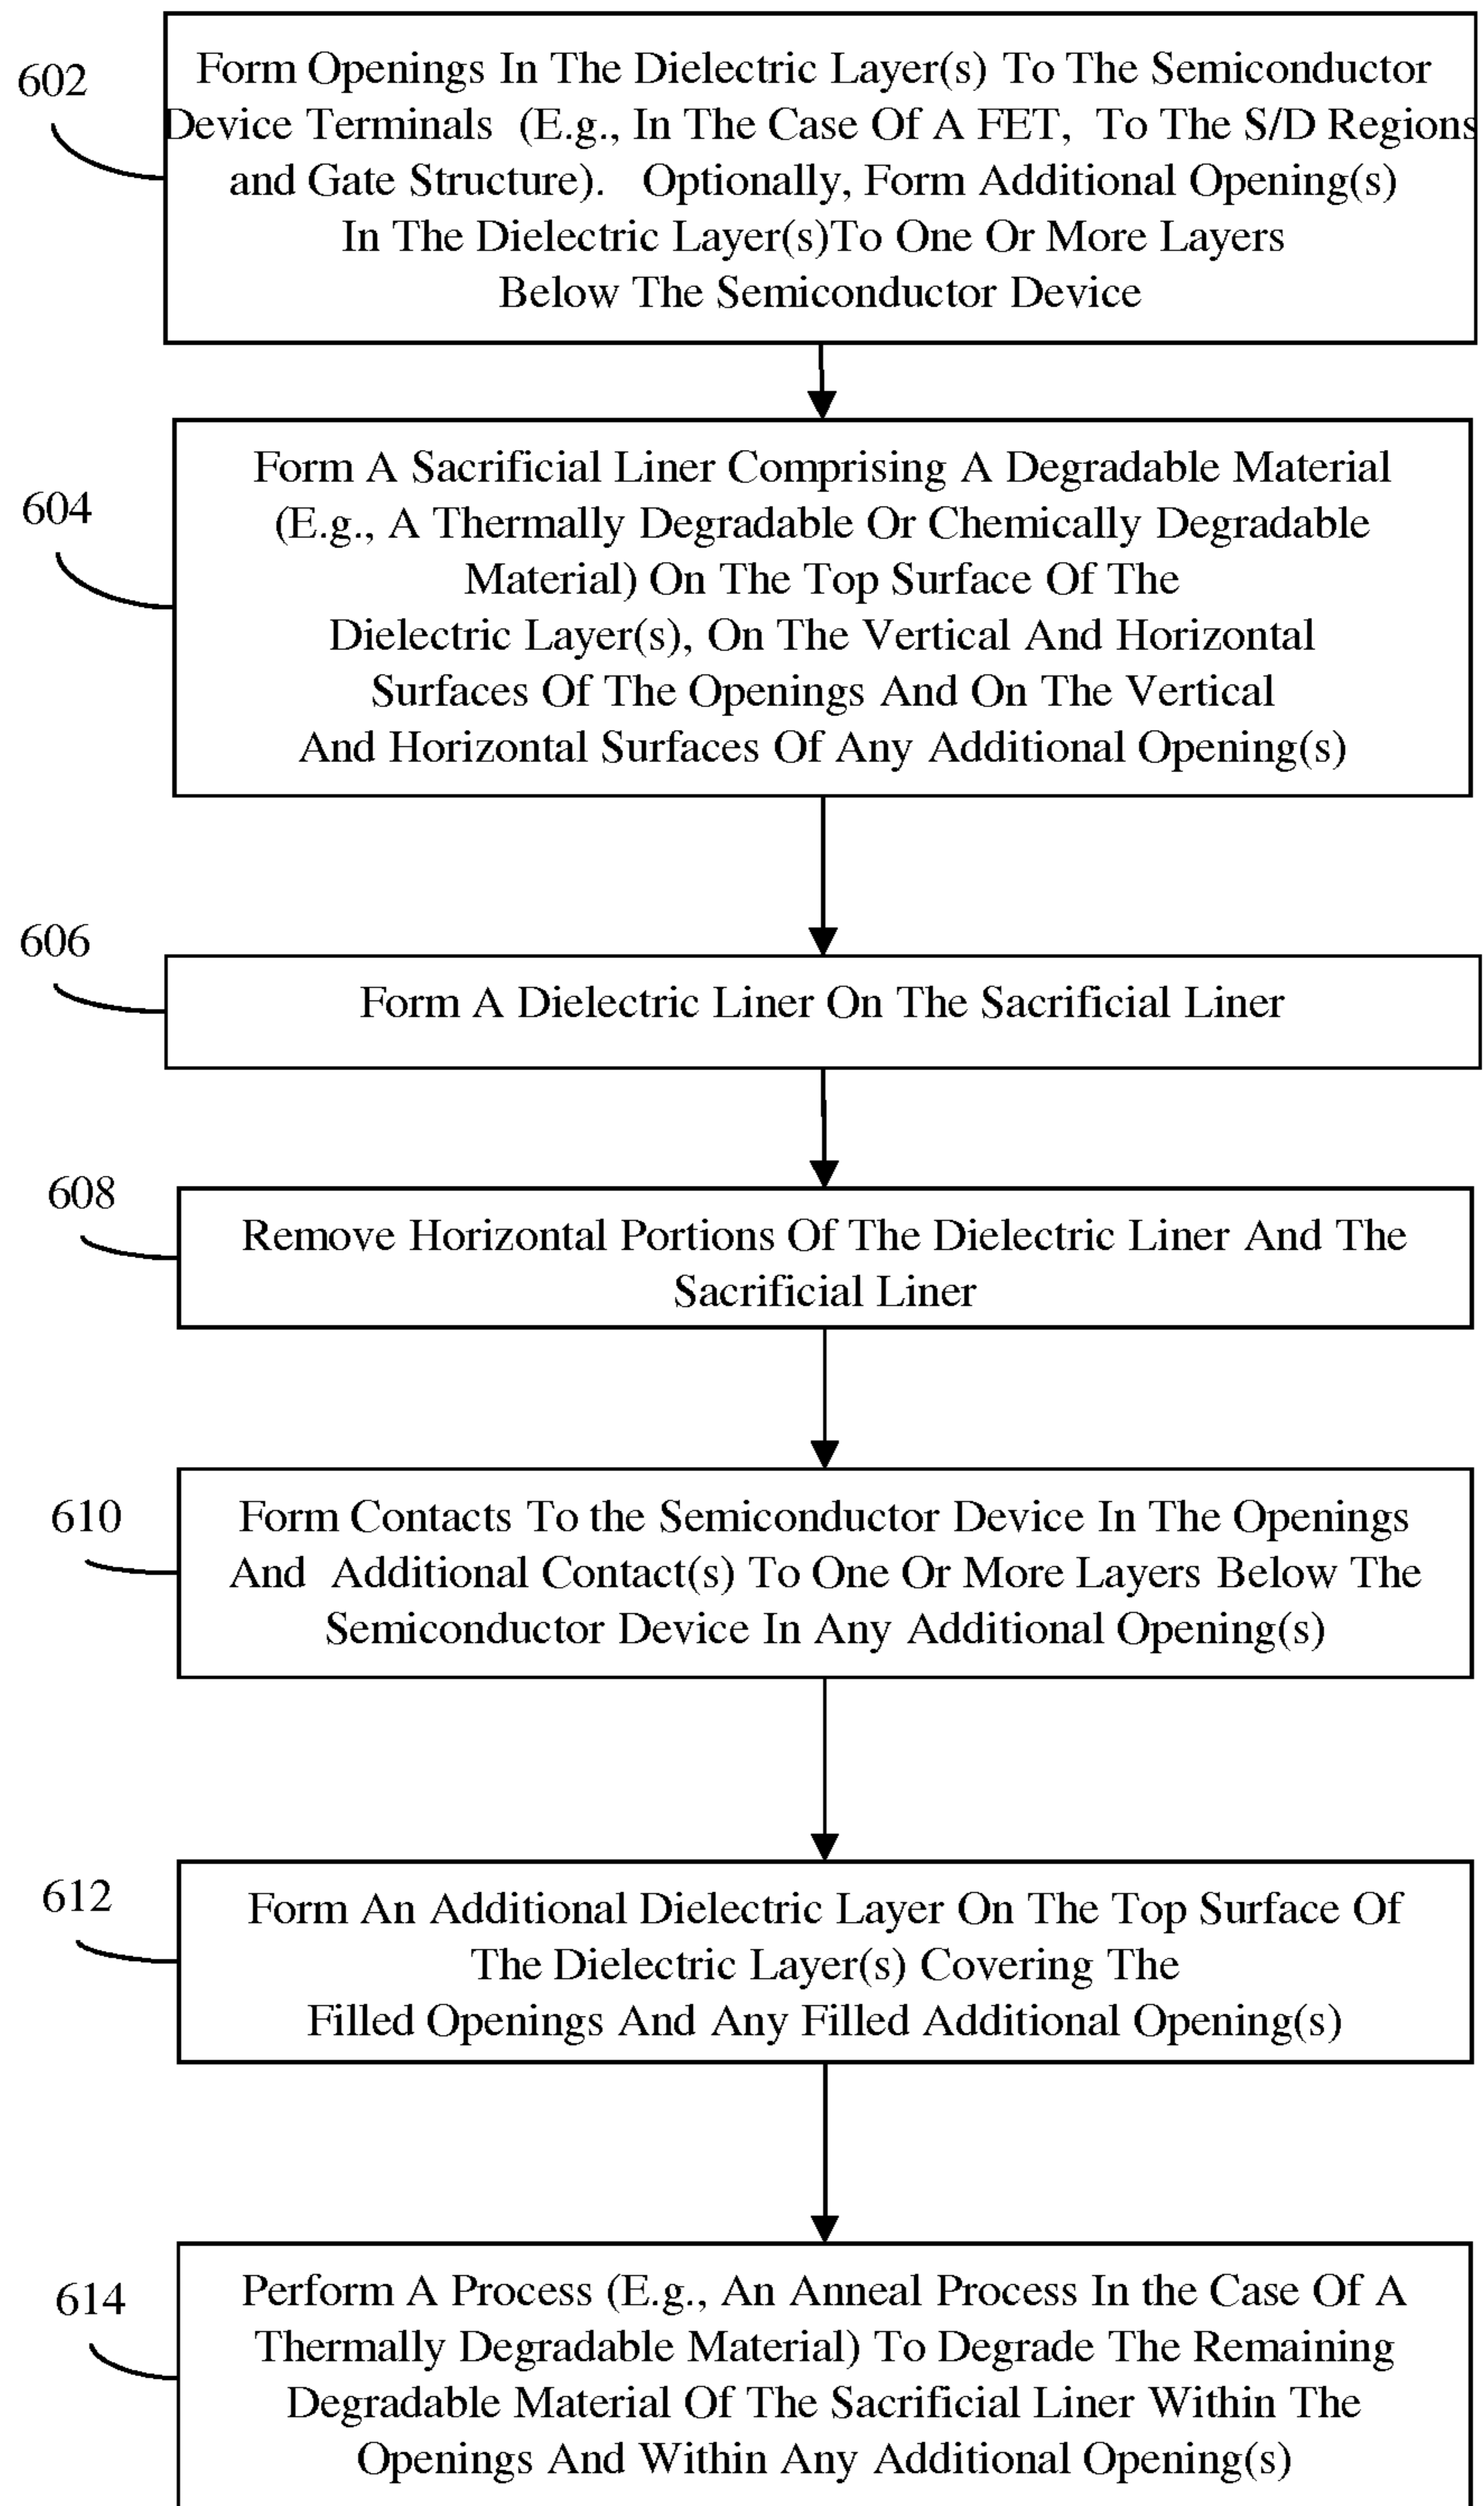 602
Form Openings In The Dielectric Layer(s) To The Semiconductor
Device Terminals (E.g., In The Case Of A FET, To The S/D Regions
and Gate Structure). Optionally, Form Additional Opening(s)
In The Dielectric Layer(s)To One Or More Layers
Below The Semiconductor Device
604
Form A Sacrificial Liner Comprising A Degradable Material
(E.g., A Thermally Degradable Or Chemically Degradable
Material) On The Top Surface Of The
Dielectric Layer(s), On The Vertical And Horizontal
Surfaces Of The Openings And On The Vertical
And Horizontal Surfaces Of Any Additional Opening(s)
606
Form A Dielectric Liner On The Sacrificial Liner
608
Remove Horizontal Portions Of The Dielectric Liner And The
Sacrificial Liner
610
Form Contacts To the Semiconductor Device In The Openings
And Additional Contact(s) To One Or More Layers Below The
Semiconductor Device In Any Additional Opening(s)
612
Form An Additional Dielectric Layer On The Top Surface Of
The Dielectric Layer(s) Covering The
Filled Openings And Any Filled Additional Opening(s)
614
Perform A Process (E.g., An Anneal Process In the Case Of A
Thermally Degradable Material) To Degrade The Remaining
Degradable Material Of The Sacrificial Liner Within The
Openings And Within Any Additional Opening(s)